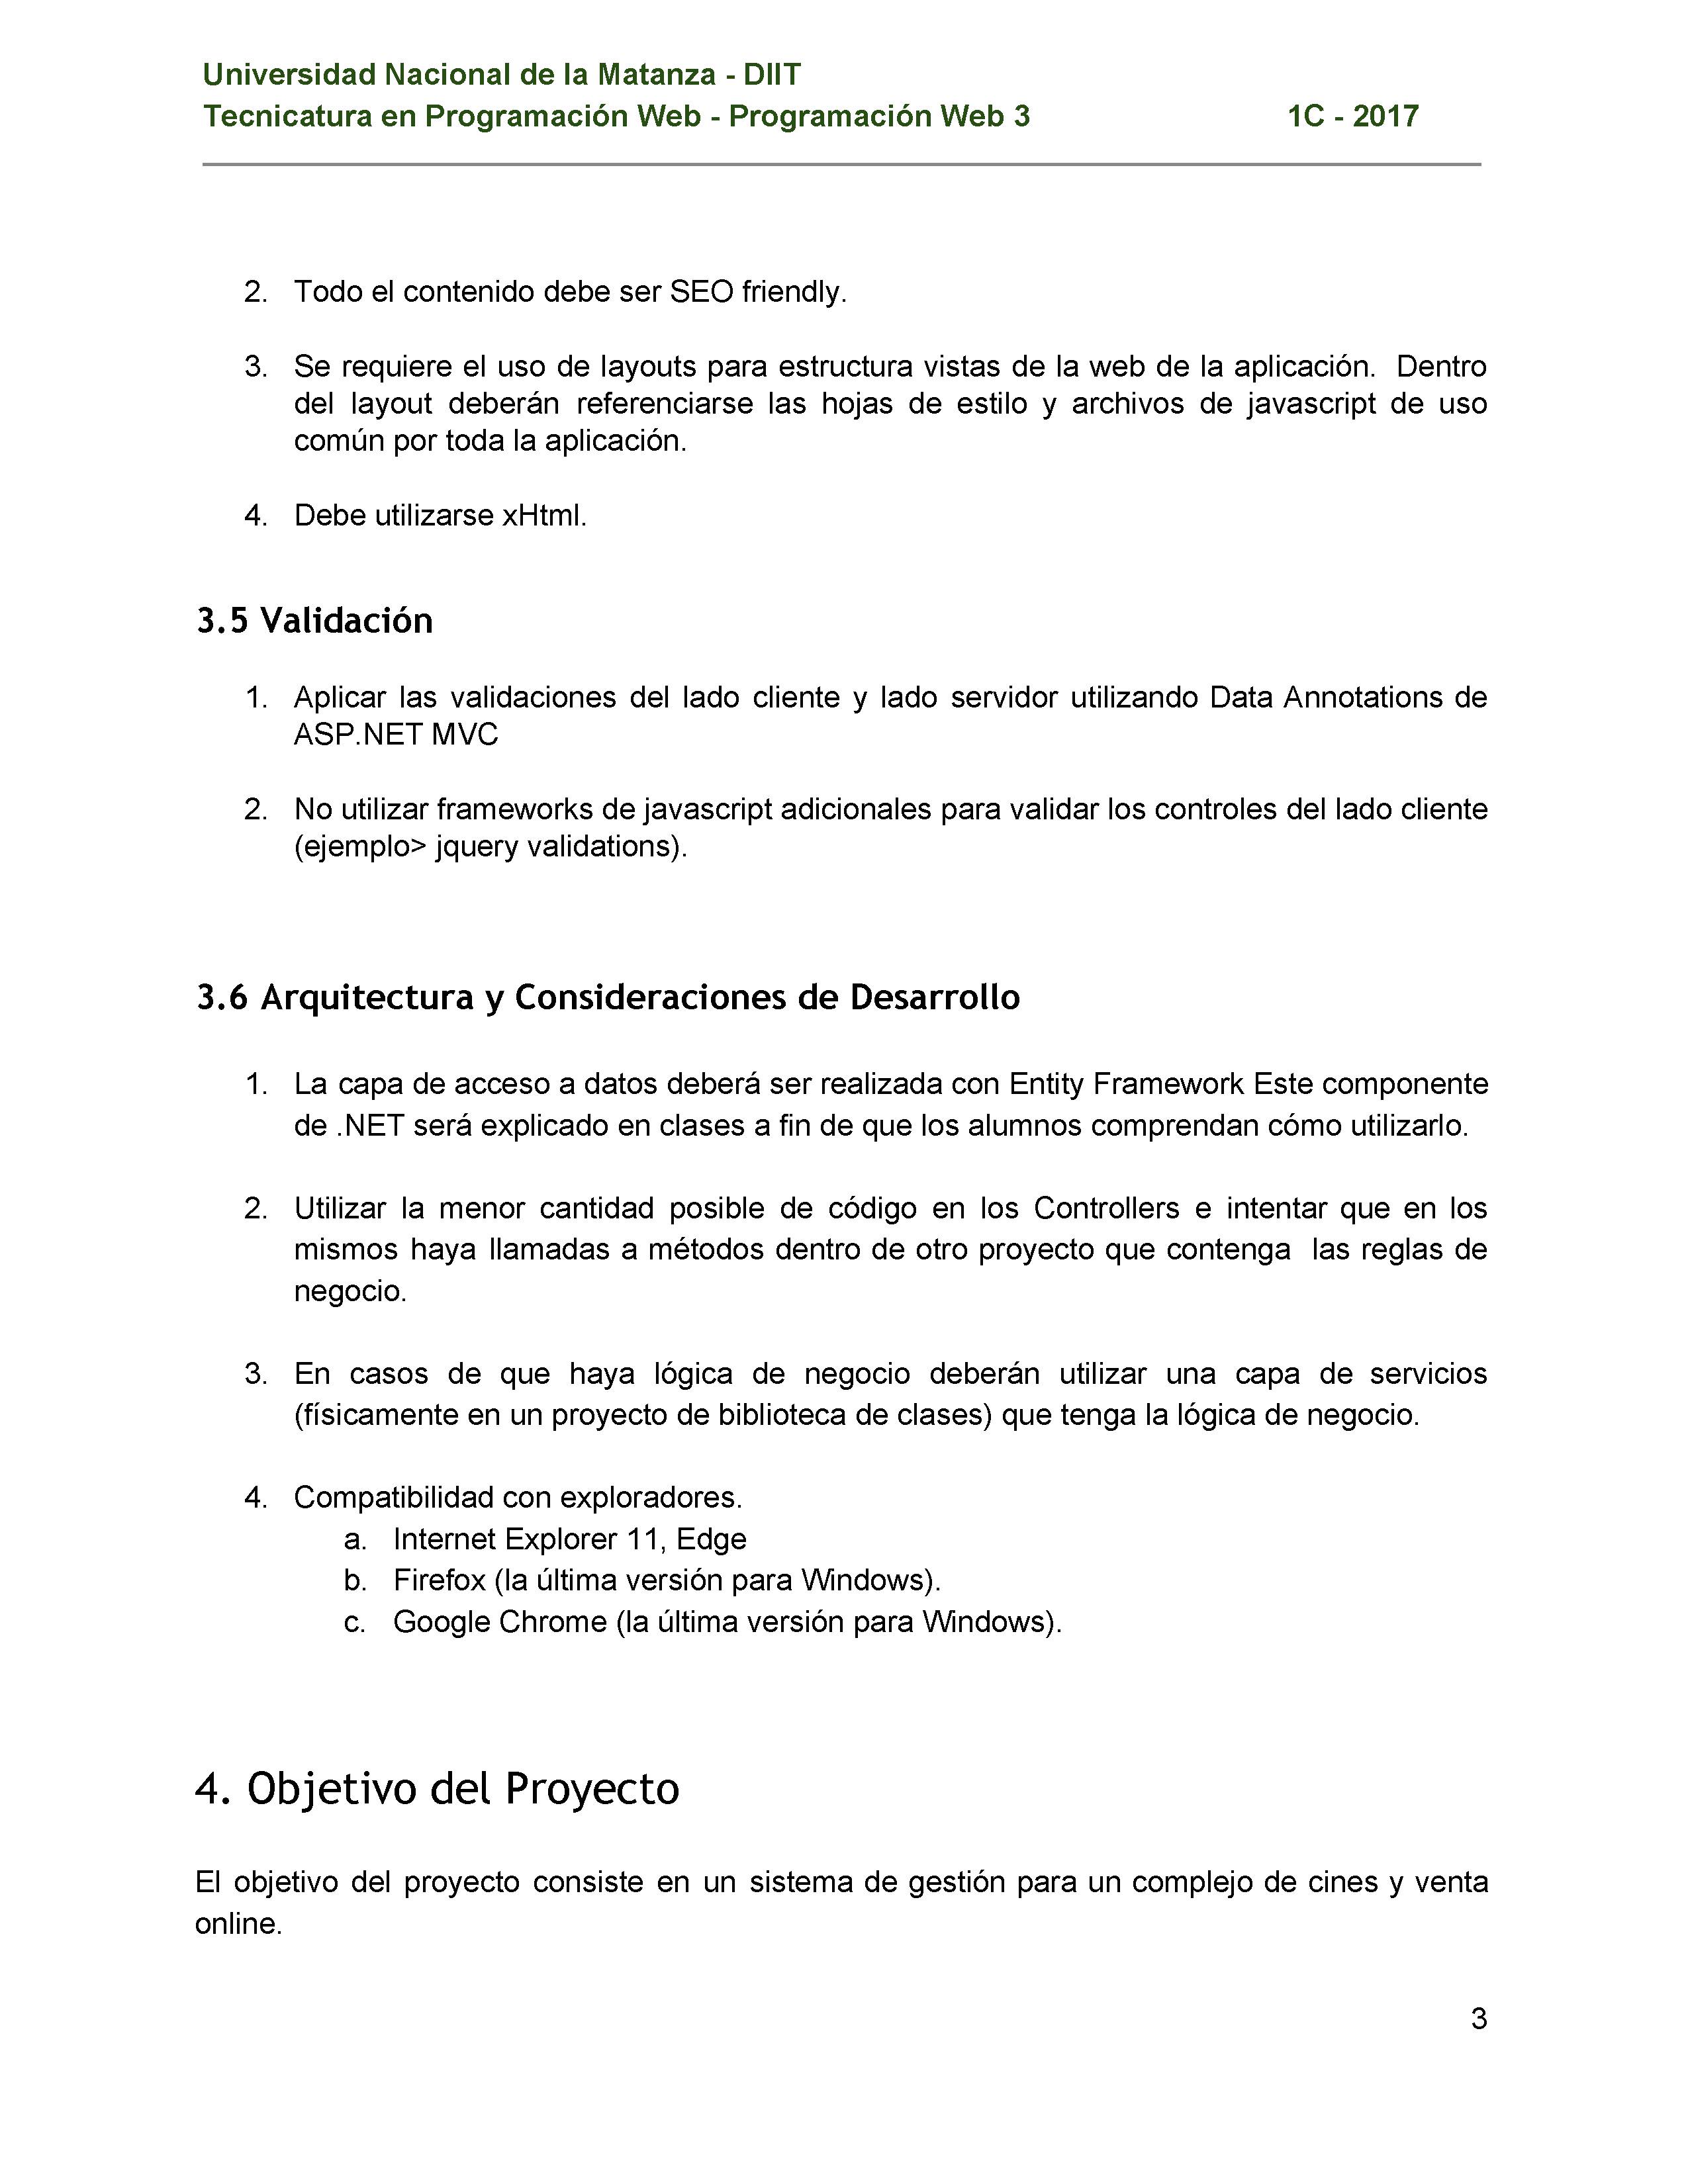 Universidad Nacional de la Matanza - DIIT
Tecnicatura en Programación Web - Programación Web 3 1C - 2017
2. Todo el contenido debe ser SEO friendly.
3. Se requiere el uso de layouts para estructura vistas de la web de la aplicación. Dentro
del layout deberán referenciarse las hojas de estilo y archivos de javascript de uso
común por toda la aplicación.
4. Debe utilizarse xHtml.
3.5 Validación
1. Aplicar las validaciones del lado cliente y lado servidor utilizando Data Annotations de
ASP.NET MVC
2. No utilizar frameworks de javascript adicionales para validar los controles del lado cliente
(ejemplo> jquery validations).
3.6 Arquitectura y Consideraciones de Desarrollo
1. La capa de acceso a datos deberá ser realizada con Entity Framework Este componente
de .NET será explicado en clases a fin de que los alumnos comprendan cómo utilizarlo.
2. Utilizar la menor cantidad posible de código en los Controllers e intentar que en los
mismos haya llamadas a métodos dentro de otro proyecto que contenga las reglas de
negocio.
3. En casos de que haya lógica de negocio deberán utilizar una capa de servicios
(físicamente en un proyecto de biblioteca de clases) que tenga la lógica de negocio.
4. Compatibilidad con exploradores.
a. Internet Explorer 11, Edge
b. Firefox (la última versión para Windows).
c. Google Chrome (la última versión para Windows).
4. Objetivo del Proyecto
El objetivo del proyecto consiste en un sistema de gestión para un complejo de cines y venta
online.
3